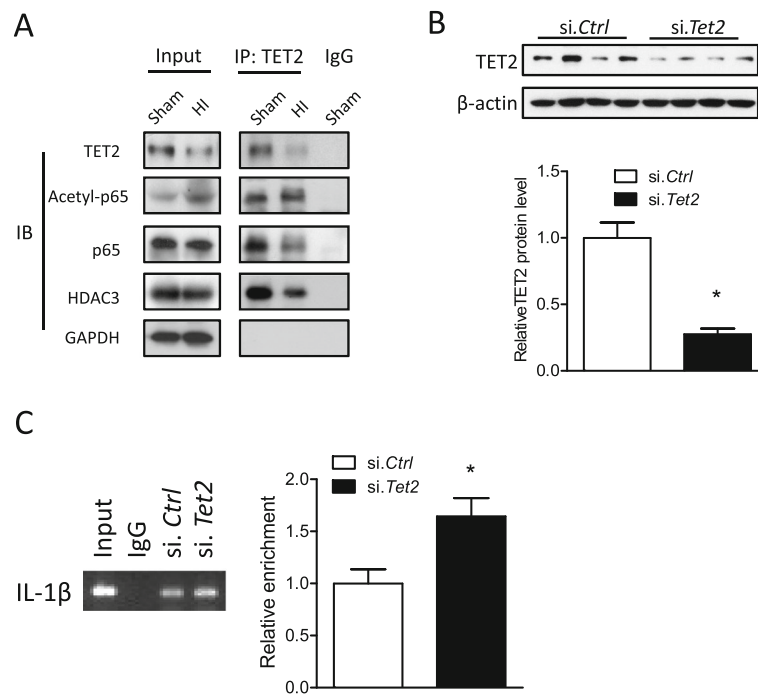 A
Input
IP: TET2
IgG
Sham
HI
Sham
HI
Sham
IB
TET2
Acetyl-p65
p65
HDAC3
GAPDH
B
si.Ctrl
si.Tet2
TET2
β-actin
si.Ctrl
si.Tet2
RelativeTET2 protein level
1.5
1.0
0.5
0.0
*
C
Input
IgG
si. Ctrl
si. Tet2
IL-1β
si.Ctrl
si.Tet2
Relative enrichment
2.0
1.5
1.0
0.5
0.0
*